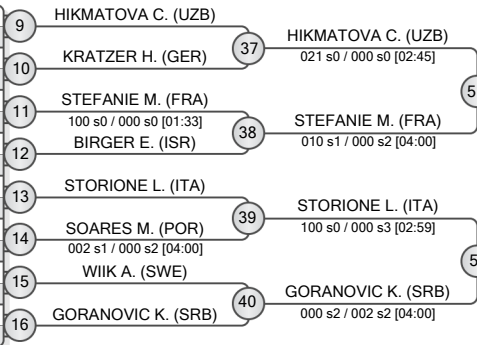 9
HIKMATOVA C. (UZB)
10
KRATZER H. (GER)
11
STEFANIE M. (FRA)
100 s0 / 000 s0 [01:33]
12
BIRGER E. (ISR)
13
STORIONE L. (ITA)
14
SOARES M. (POR)
002 s1 / 000 s2 [04:00]
15
WIIK A. (SWE)
16
GORANOVIC K. (SRB)
37
HIKMATOVA C. (UZB)
021 s0 / 000 s0 [02:45]
38
STEFANIE M. (FRA)
010 s1 / 000 s2 [04:00]
39
STORIONE L. (ITA)
100 s0 / 000 s3 [02:59]
40
GORANOVIC K. (SRB)
000 s2 / 002 s2 [04:00]
5
5